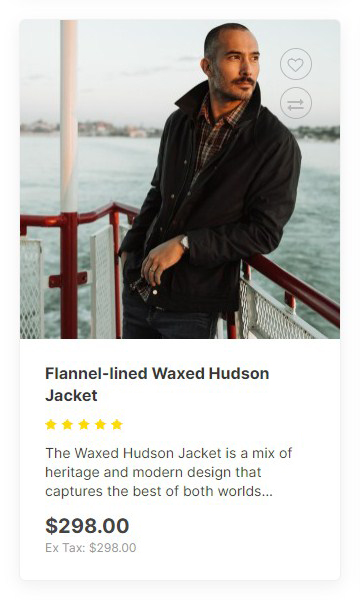 Flannel-lined Waxed Hudson
Jacket
The Waxed Hudson Jacket is a mix of
heritage and modern design that
captures the best of both worlds...
$298.00
Ex Tax: $298.00